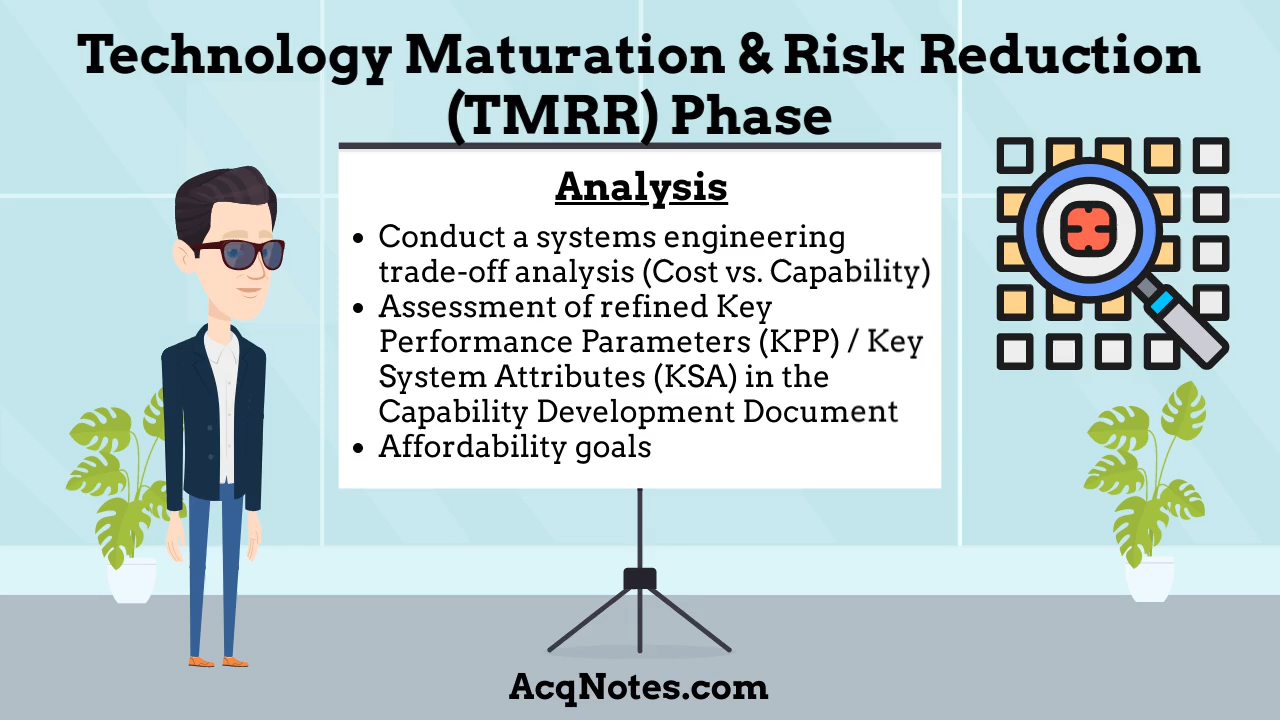 Technology Maturation & Risk Reduction
(TMRR) Phase
Analysis
• Conduct a systems engineering
trade-off analysis (Cost vs. Capability)
• Assessment of refined Key
Performance Parameters (KPP) / Key
System Attributes (KSA) in the
Capability Development Document
• Affordability goals
AcqNotes.com